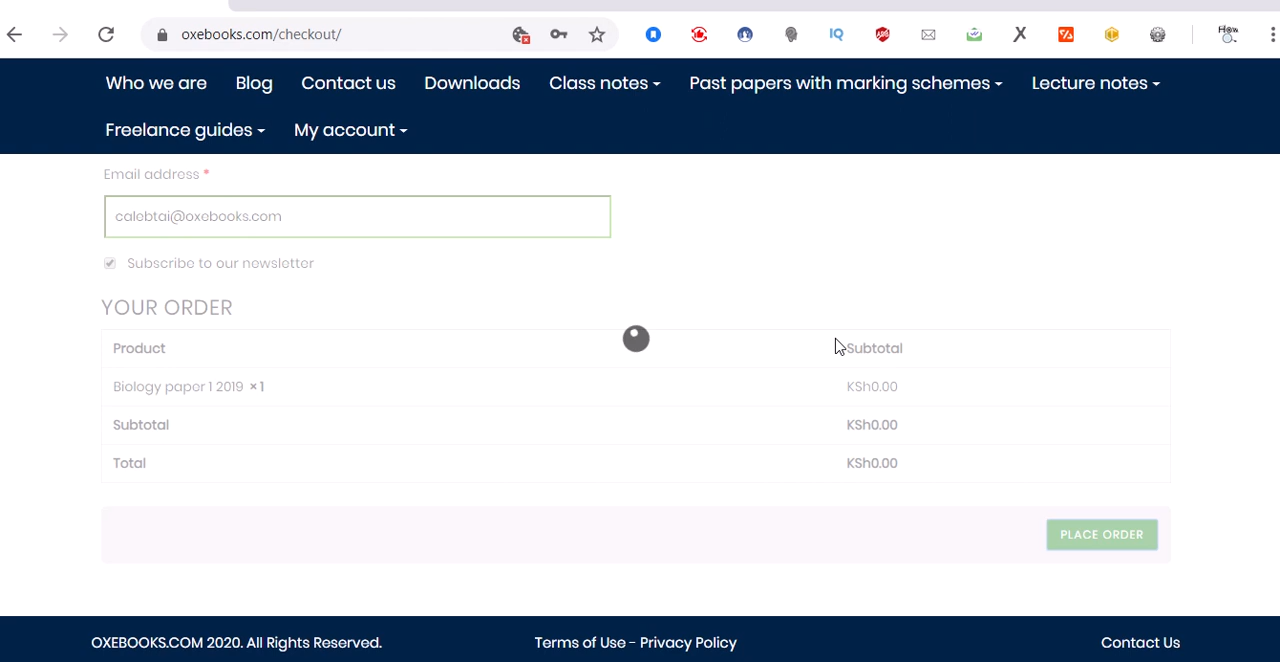 oxebooks.com/checkout/
Who we are Blog Contact us Downloads Class notes Past papers with marking schemes Lecture notes
Freelance guides My account
Email address *
calebtai@oxebooks.com
Subscribe to our newsletter
YOUR ORDER
Product Subtotal
Biology paper 1 2019 × 1 KSh0.00
Subtotal KSh0.00
Total KSh0.00
PLACE ORDER
OXEBOOKS.COM 2020. All Rights Reserved. Terms of Use - Privacy Policy Contact Us